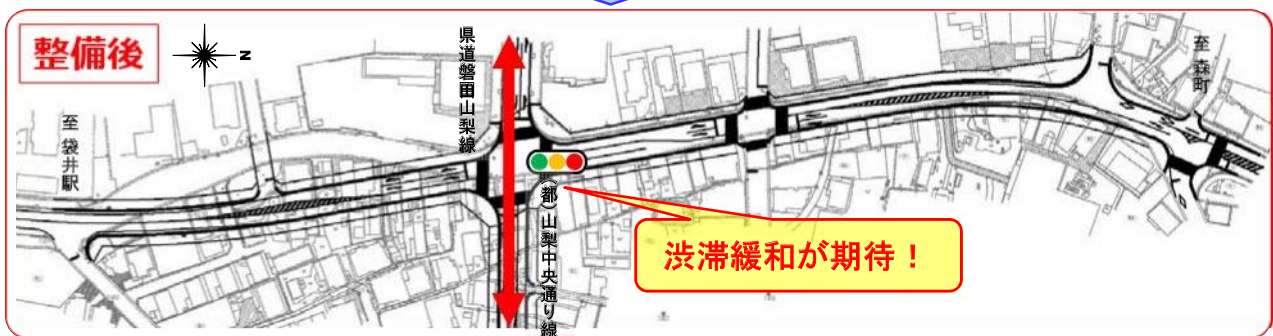 整備後
N
県道磐田山梨線
至 袋井駅
至 森町
(都)山梨中央通り線
渋滞緩和が期待！